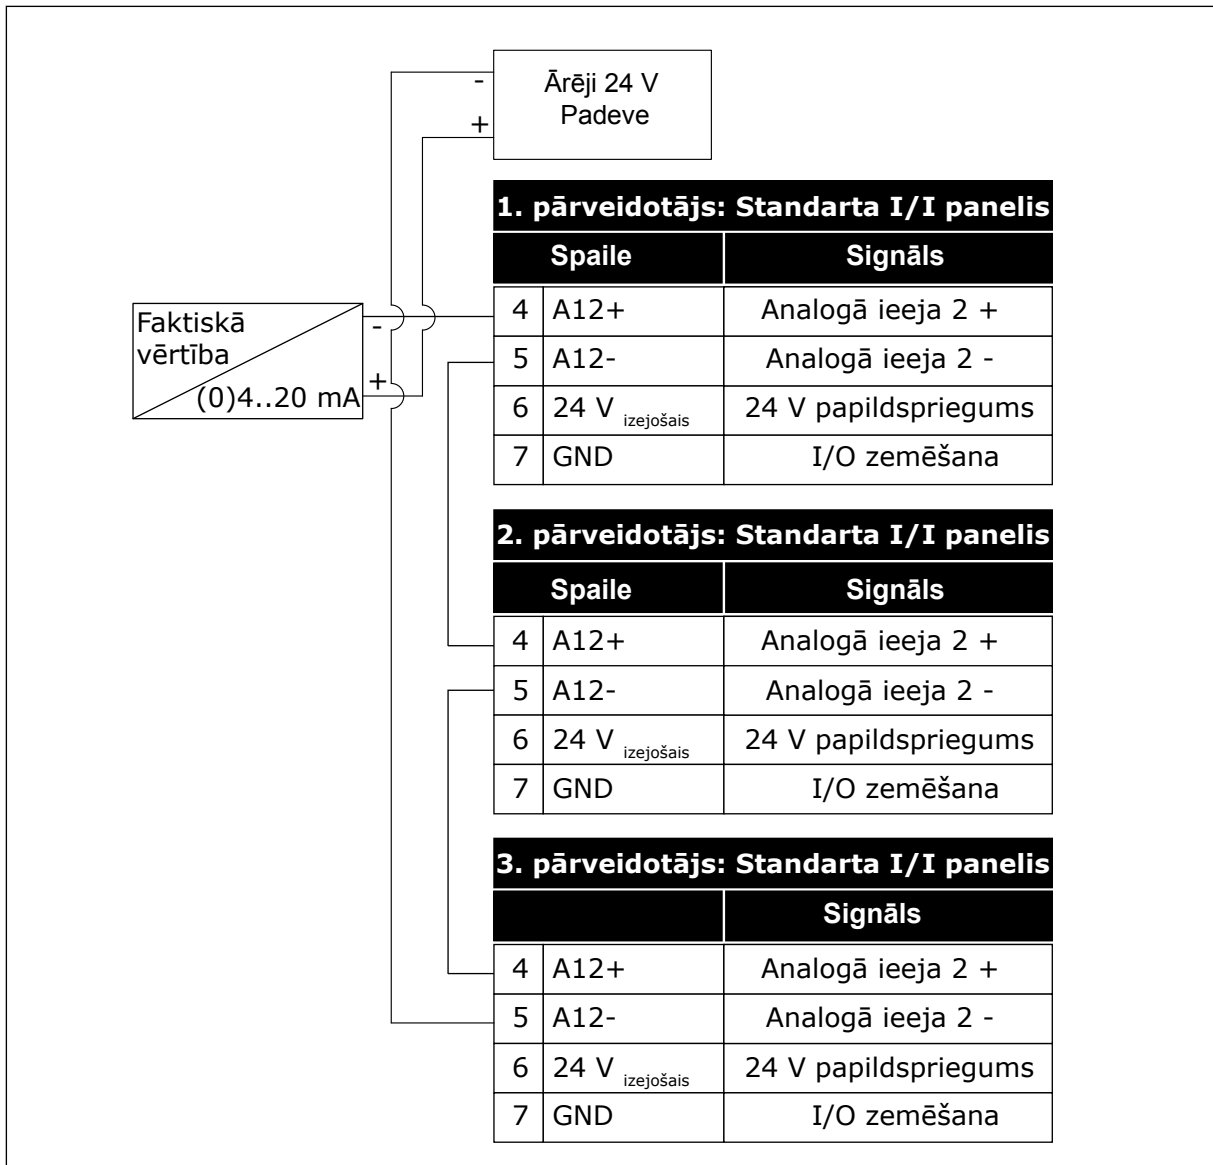 -
Ārēji 24 V
Padeve
+
1. pārveidotājs: Standarta I/I panelis
Spaile Signāls
4 A12+ Analogā ieeja 2 +
5 A12- Analogā ieeja 2 -
6 24 V izejošais 24 V papildspriegums
7 GND I/O zemēšana
Faktiskā
vērtība
(0)4..20 mA
-
+
2. pārveidotājs: Standarta I/I panelis
Spaile Signāls
4 A12+ Analogā ieeja 2 +
5 A12- Analogā ieeja 2 -
6 24 V izejošais 24 V papildspriegums
7 GND I/O zemēšana
3. pārveidotājs: Standarta I/I panelis
Signāls
4 A12+ Analogā ieeja 2 +
5 A12- Analogā ieeja 2 -
6 24 V izejošais 24 V papildspriegums
7 GND I/O zemēšana